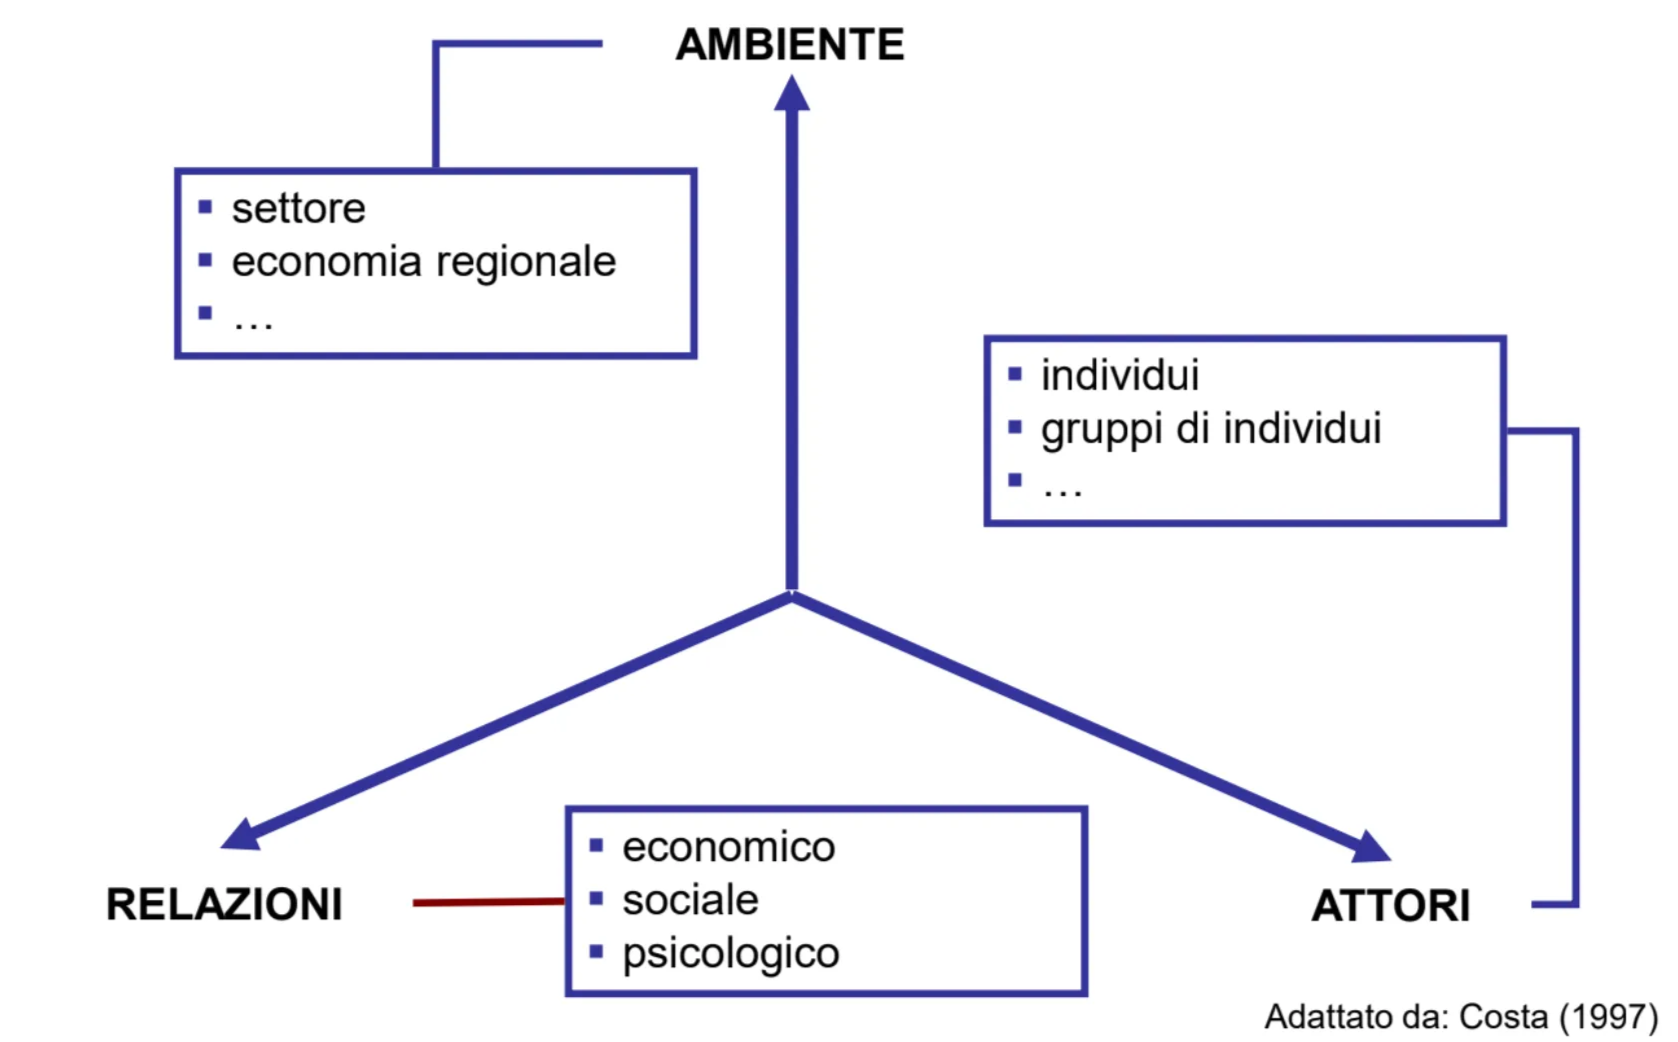 AMBIENTE
settore
economia regionale
…
individui
gruppi di individui
…
RELAZIONI
economico
sociale
psicologico
ATTORI
Adattato da: Costa (1997)